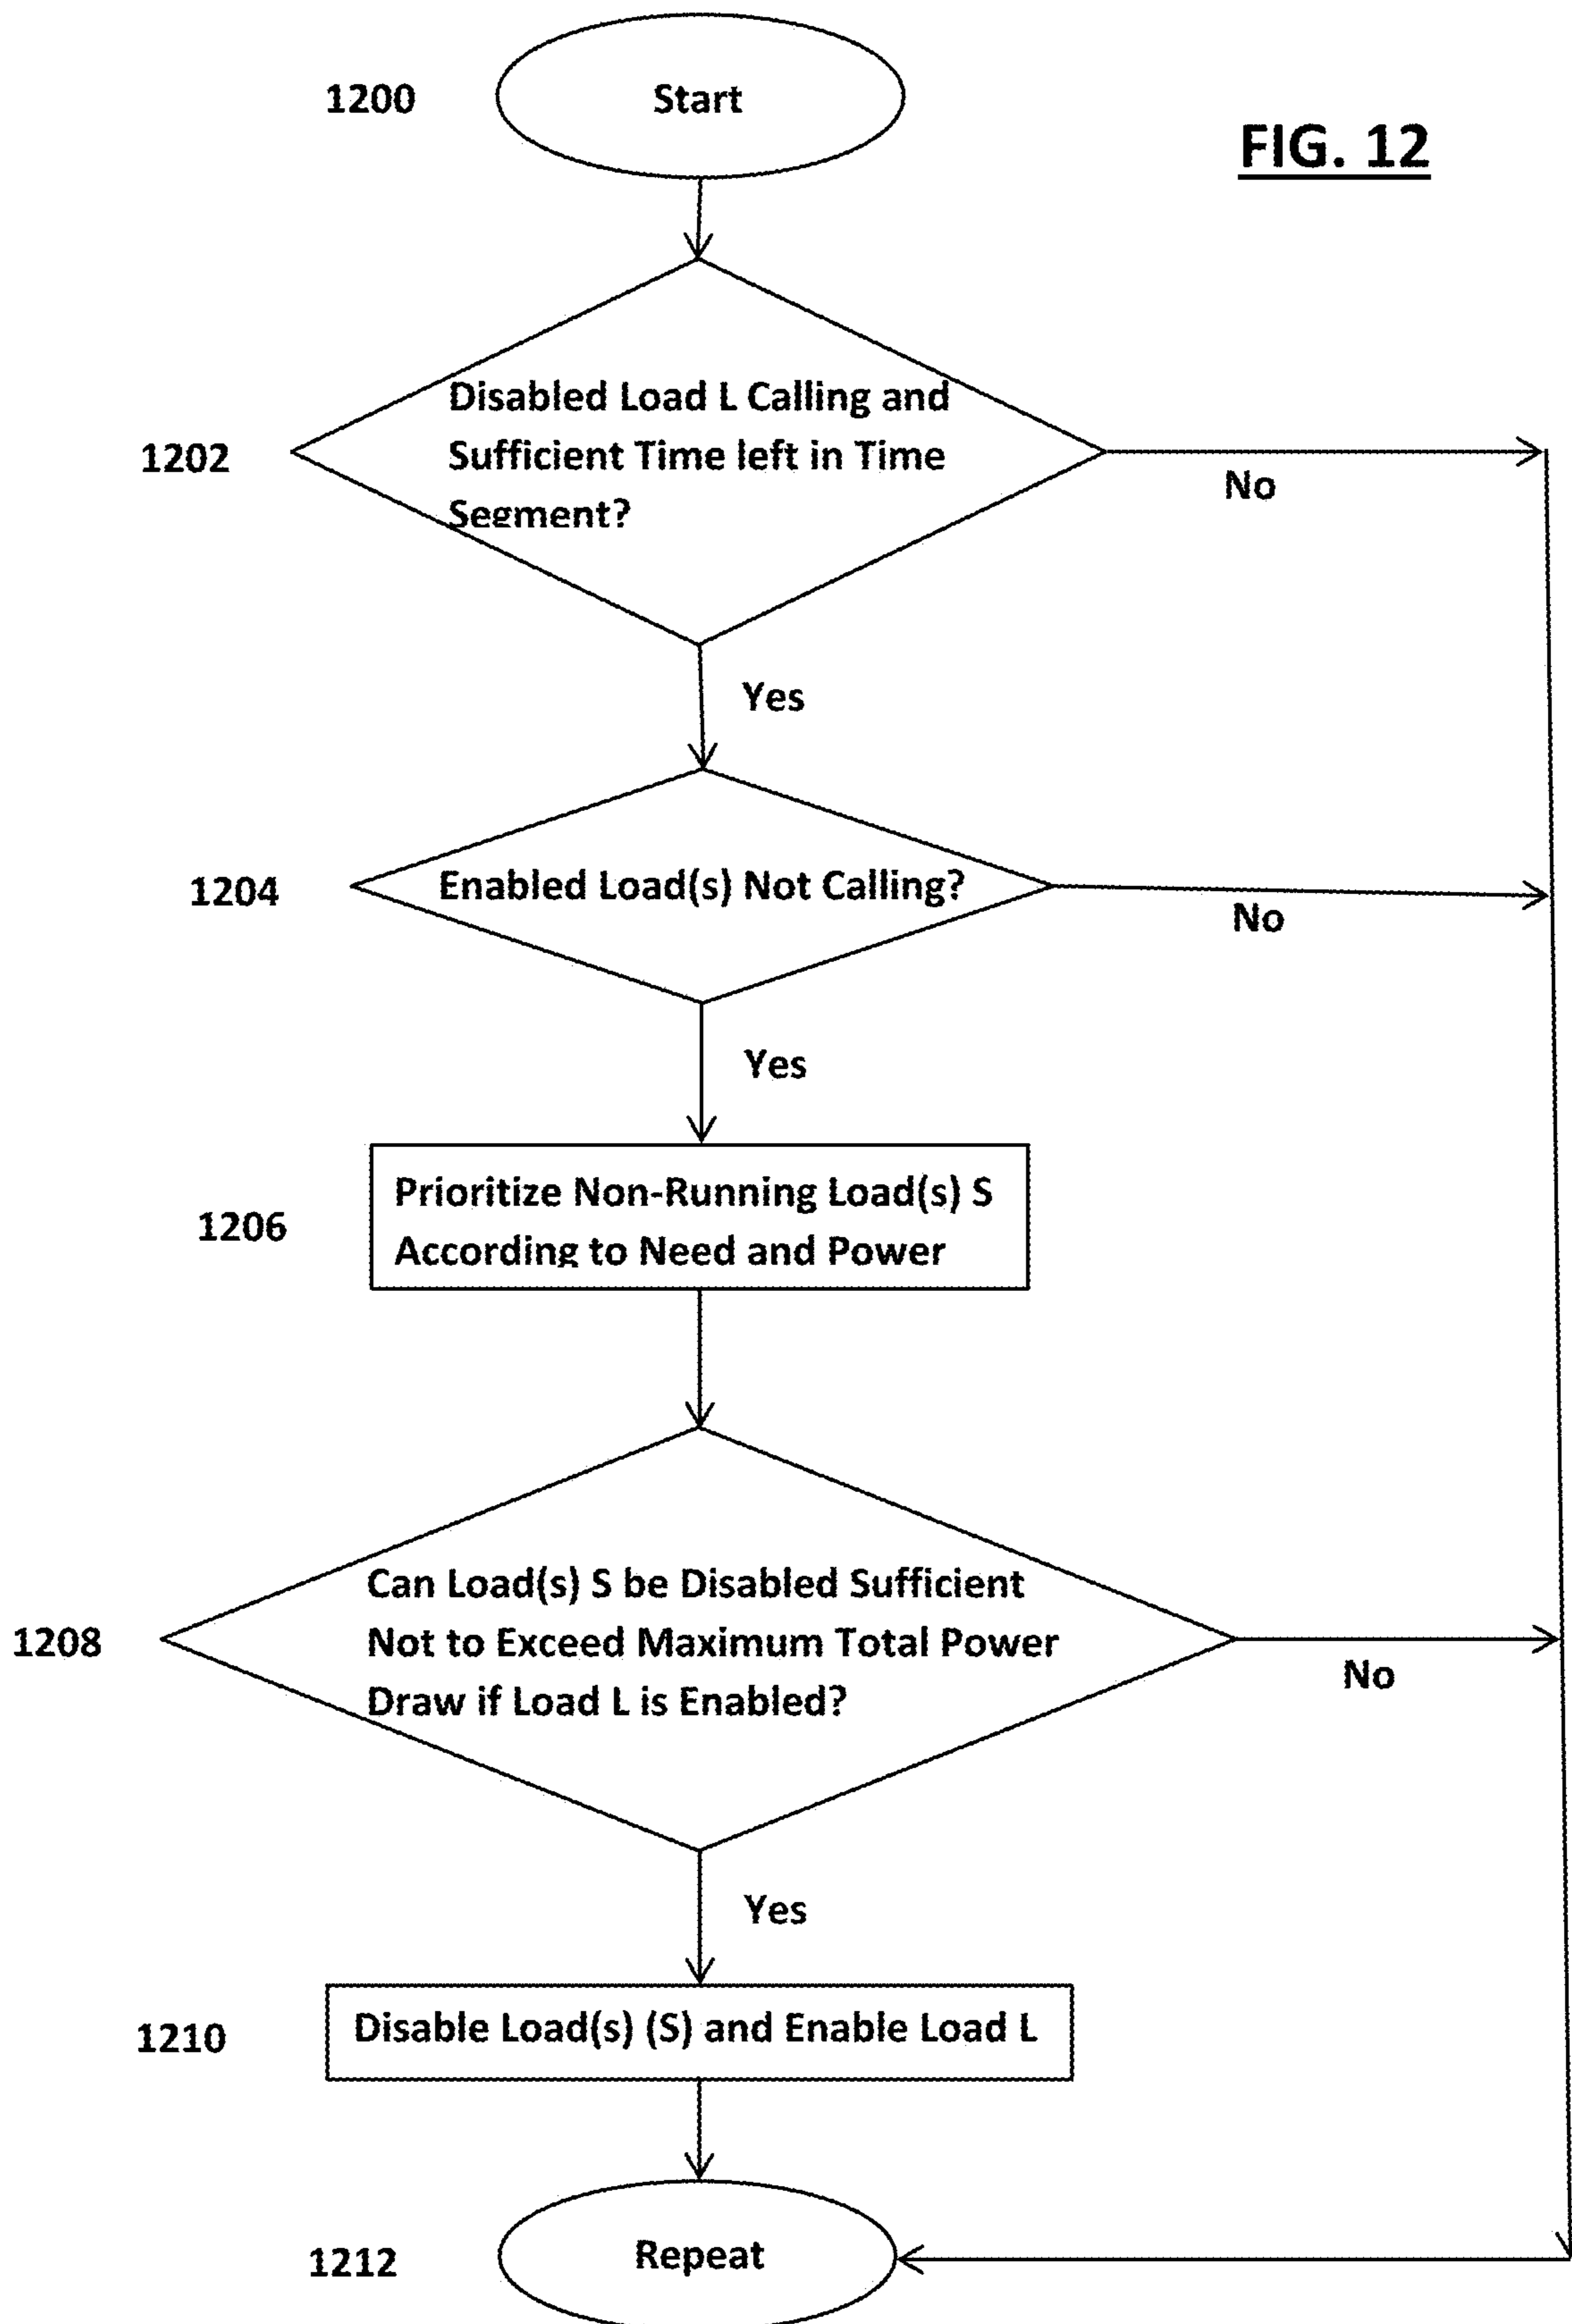 1200
Start
FIG. 12
Disabled Load L Calling and
1202
Sufficient Time left in Time
No
Segment?
Yes
1204
Enabled Load(s) Not Calling?
No
Yes
Prioritize Non-Running Load(s) S
1206
According to Need and Power
Can Load(s) S be Disabled Sufficient
1208
Not to Exceed Maximum Total Power
No
Draw if Load L is Enabled?
Yes
1210
Disable Load(s) (S) and Enable Load L
1212
Repeat